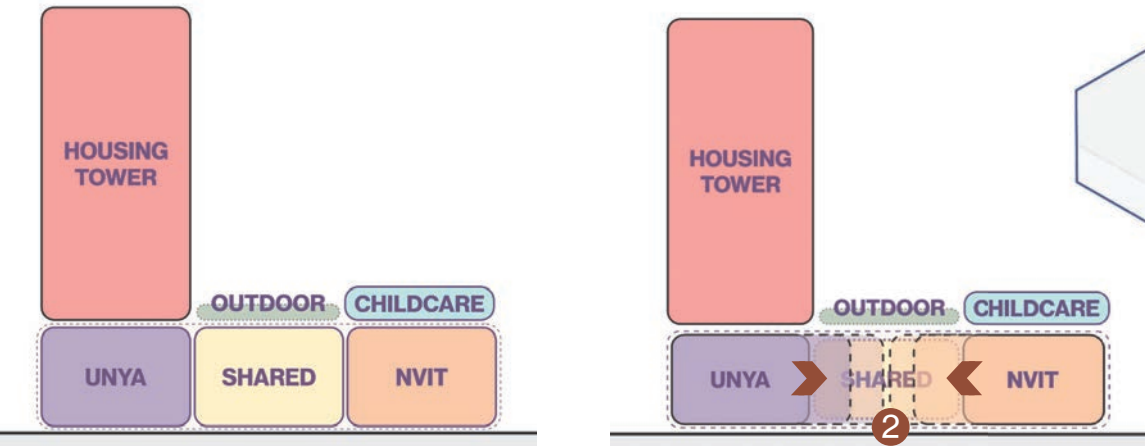 HOUSING
TOWER
OUTDOOR
CHILDCARE
UNYA
SHARED
NVIT
HOUSING
TOWER
OUTDOOR
CHILDCARE
UNYA
SHARED
NVIT
2